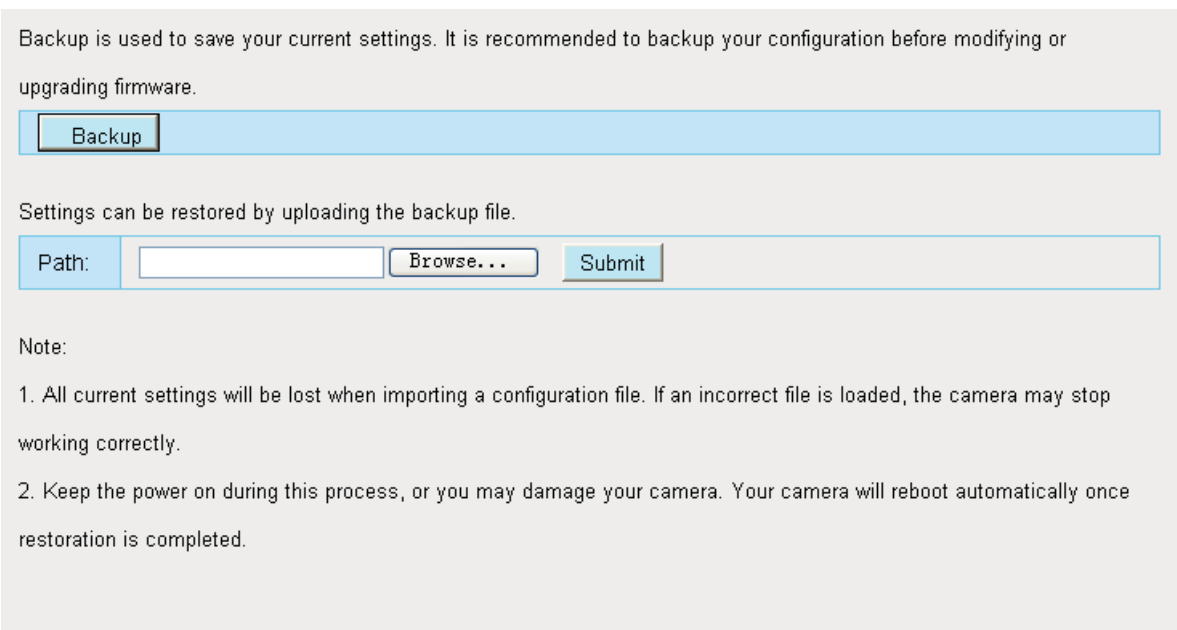 Backup is used to save your current settings. It is recommended to backup your configuration before modifying or
upgrading firmware.
Backup
Settings can be restored by uploading the backup file.
Path: Browse... Submit
Note:
1. All current settings will be lost when importing a configuration file. If an incorrect file is loaded, the camera may stop
working correctly.
2. Keep the power on during this process, or you may damage your camera. Your camera will reboot automatically once
restoration is completed.